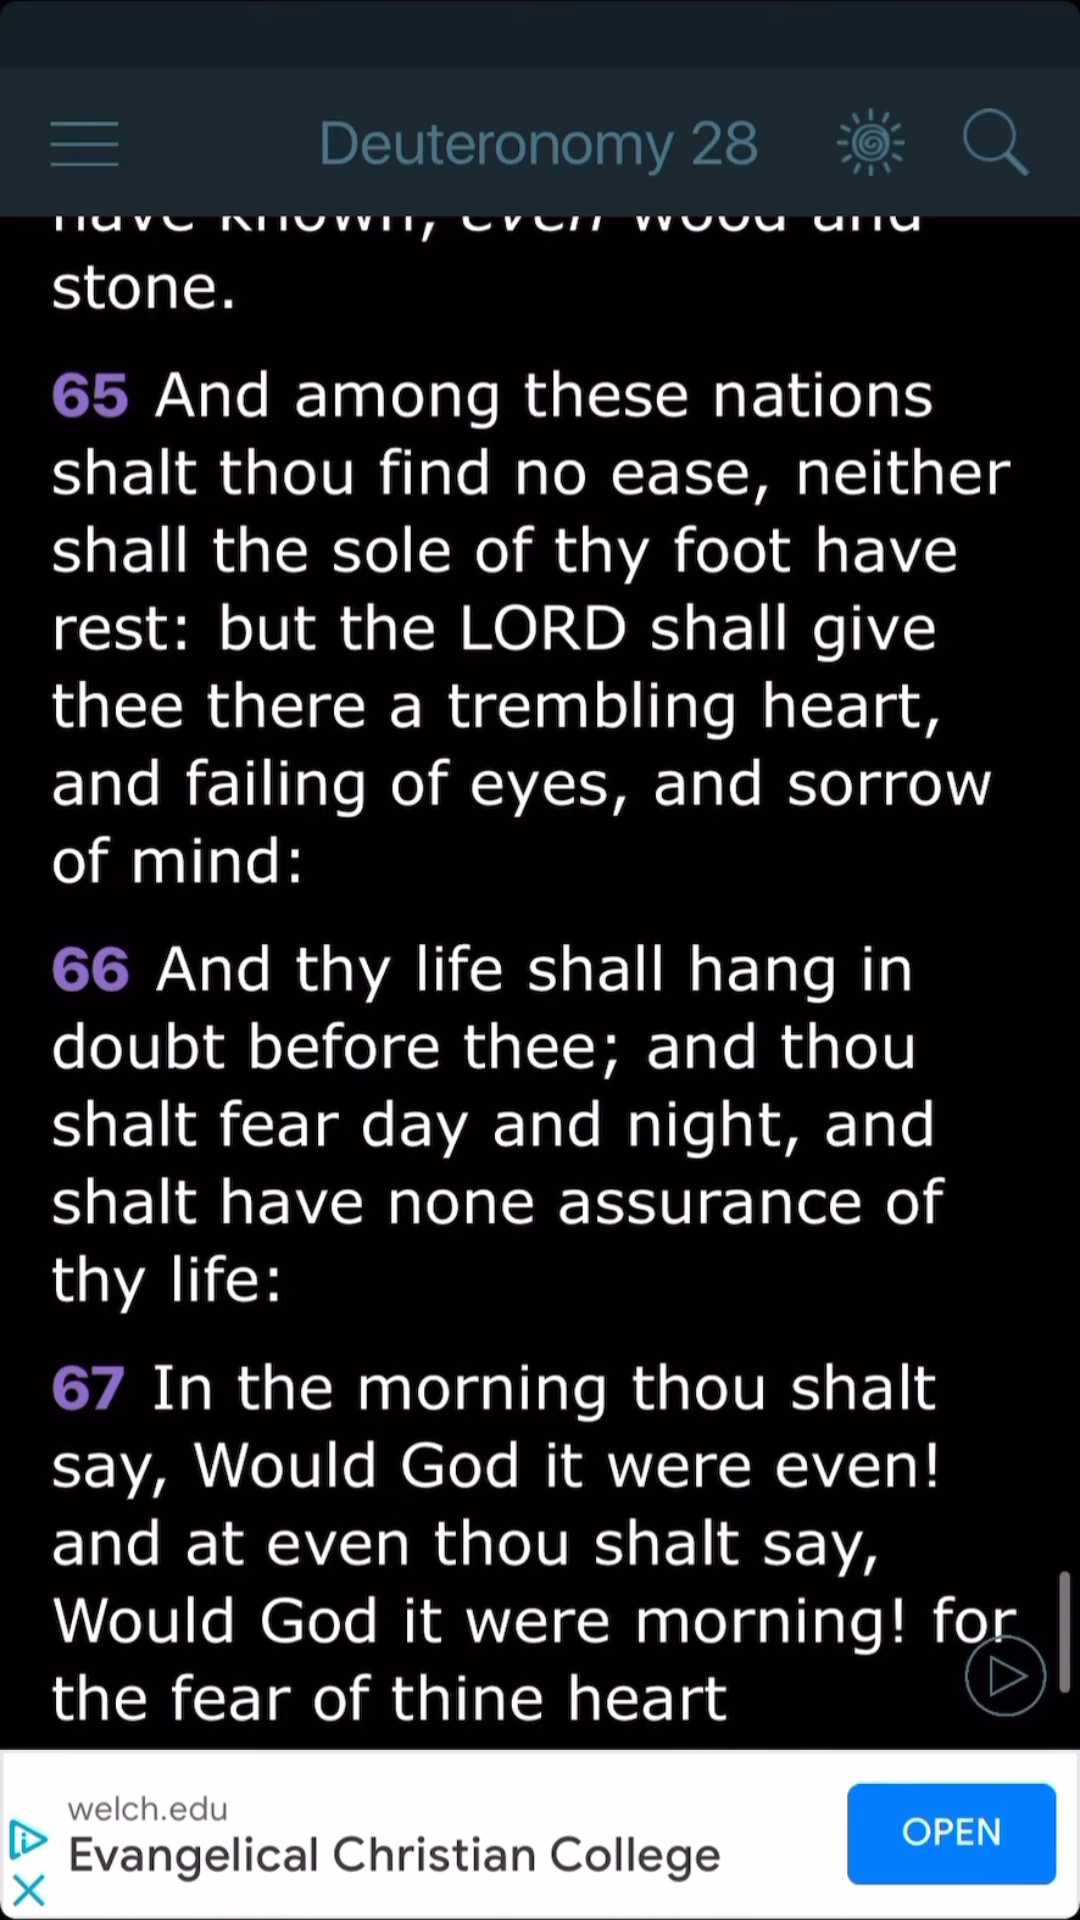 Deuteronomy 28
have known, even wood and
stone.
65 And among these nations
shalt thou find no ease, neither
shall the sole of thy foot have
rest: but the LORD shall give
thee there a trembling heart,
and failing of eyes, and sorrow
of mind:
66 And thy life shall hang in
doubt before thee; and thou
shalt fear day and night, and
shalt have none assurance of
thy life:
67 In the morning thou shalt
say, Would God it were even!
and at even thou shalt say,
Would God it were morning! for
the fear of thine heart
welch.edu
Evangelical Christian College
OPEN